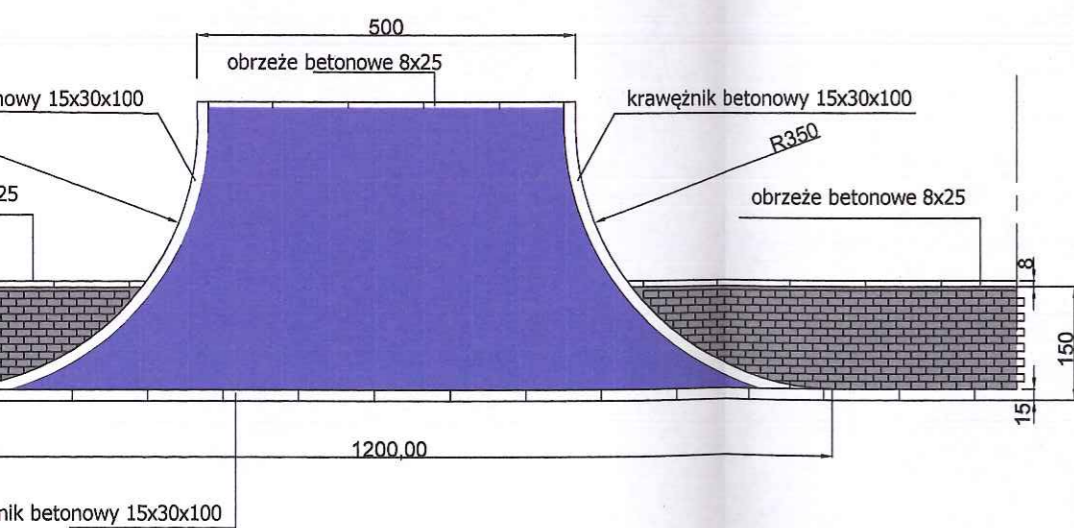 500
obrzeże betonowe 8x25
nowy 15x30x100
krawężnik betonowy 15x30x100
R350
25
obrzeże betonowe 8x25
8
150
15
1200,00
nik betonowy 15x30x100